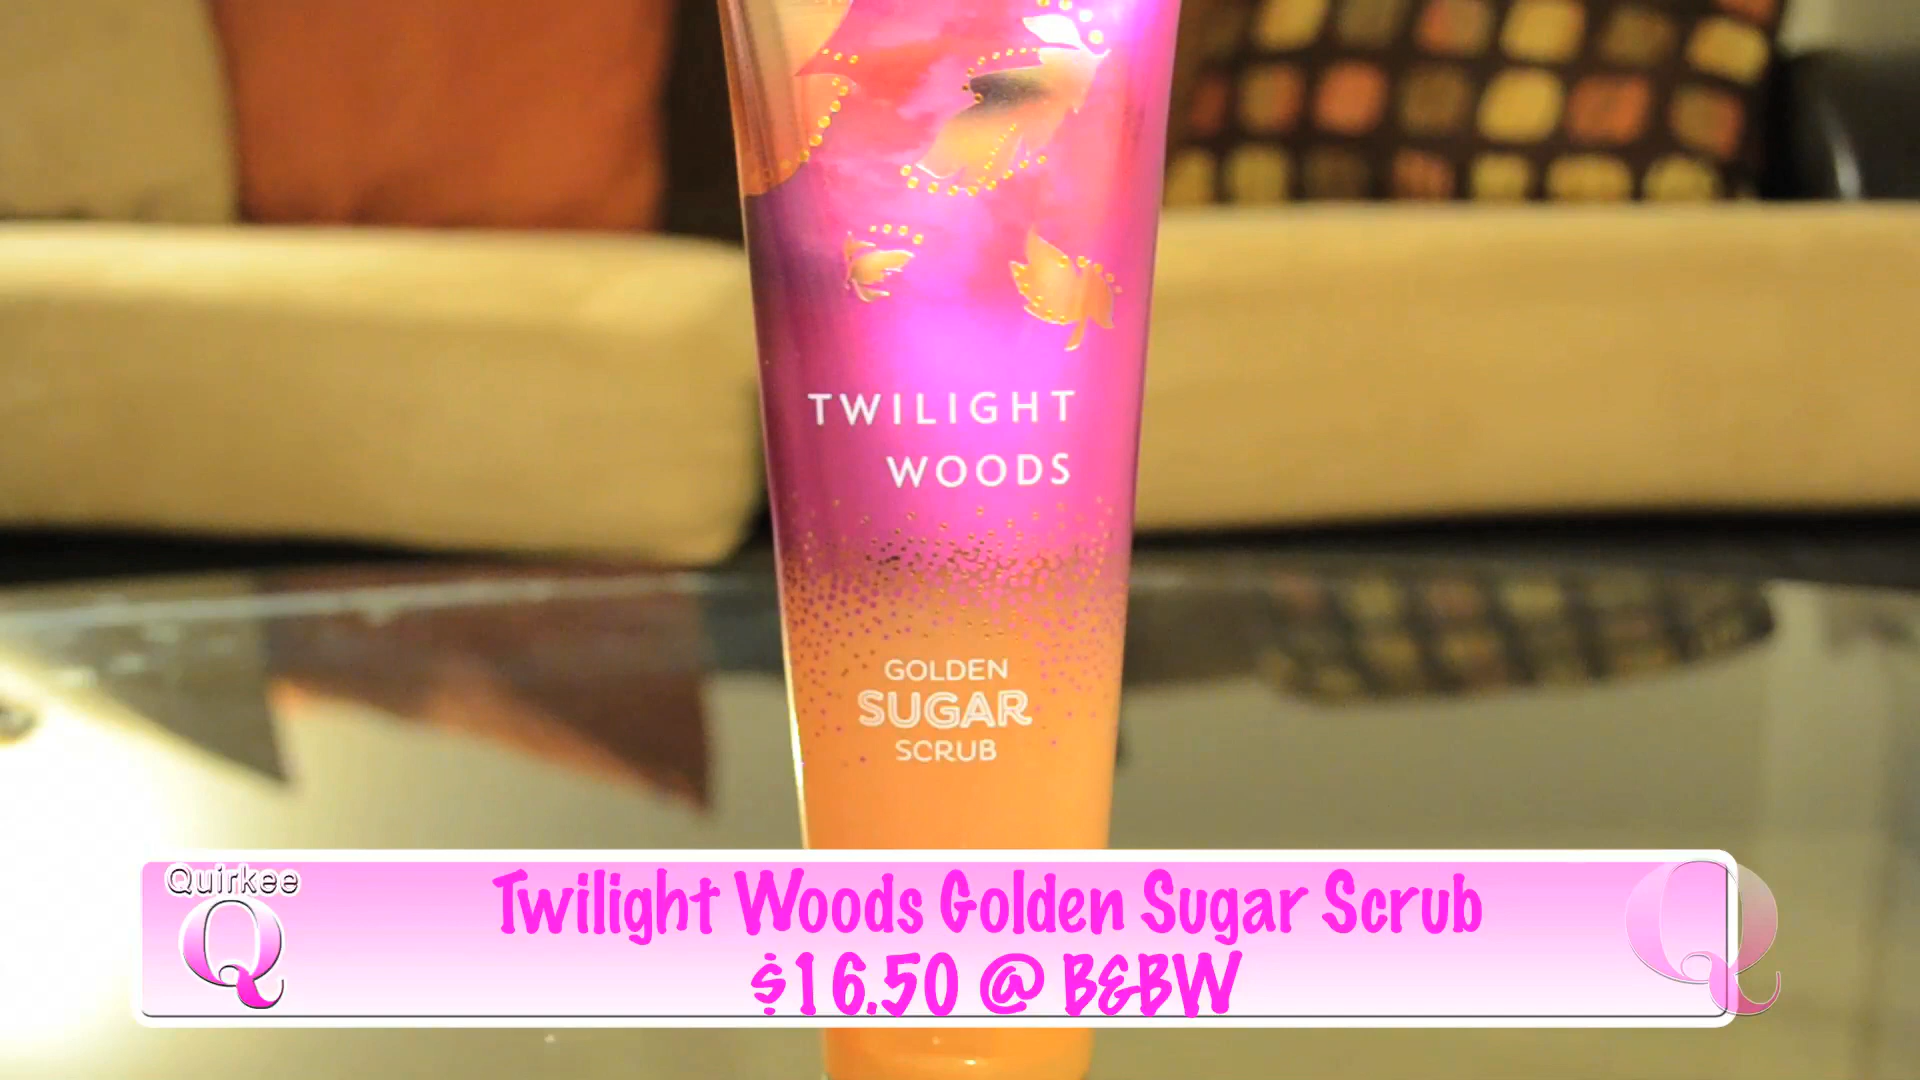 TWILIGHT
WOODS
GOLDEN
SUGAR
SCRUB
Quirkee
Q
Twilight Woods Golden Sugar Scrub
$16.50 @ B&BW
Q